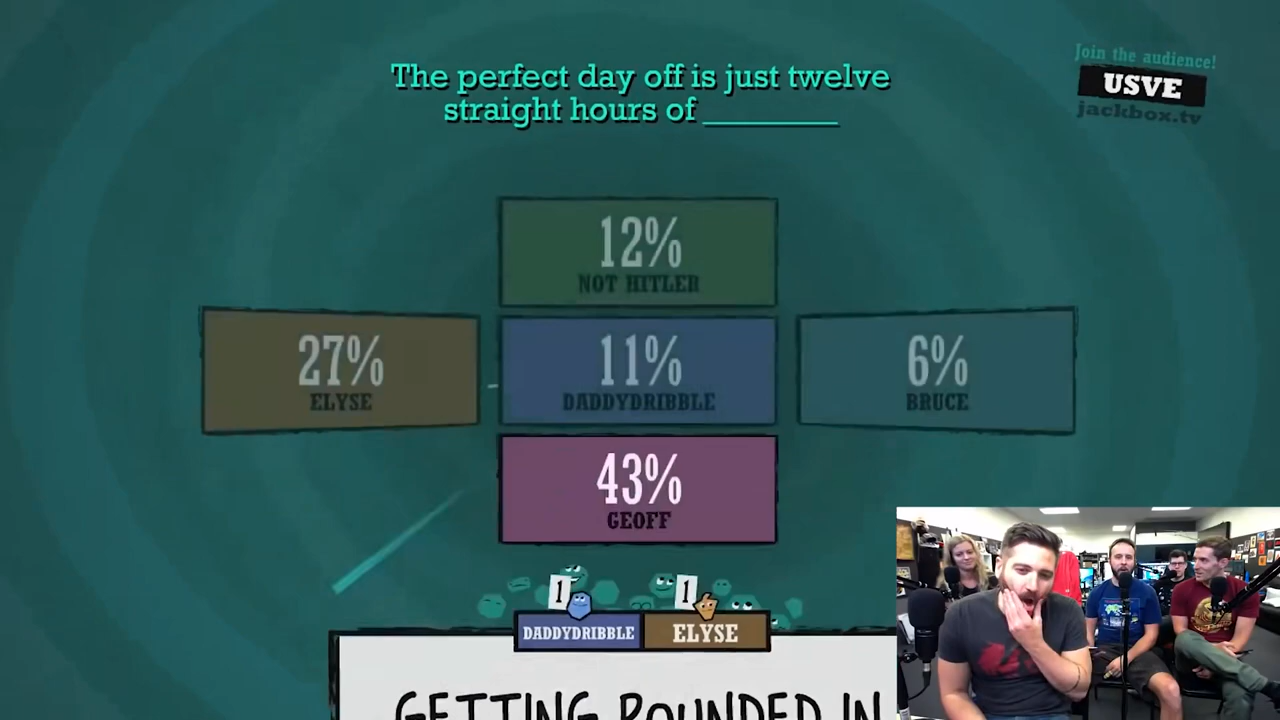 The perfect day off is just twelve
straight hours of
Join the audience!
USVE
jackbox.tv
12%
NOT HITLER
27%
ELYSE
11%
DADDYDRIBBLE
6%
BRUCE
43%
GEOFF
1
1
DADDYDRIBBLE
ELYSE
GETTING POUNDED IN